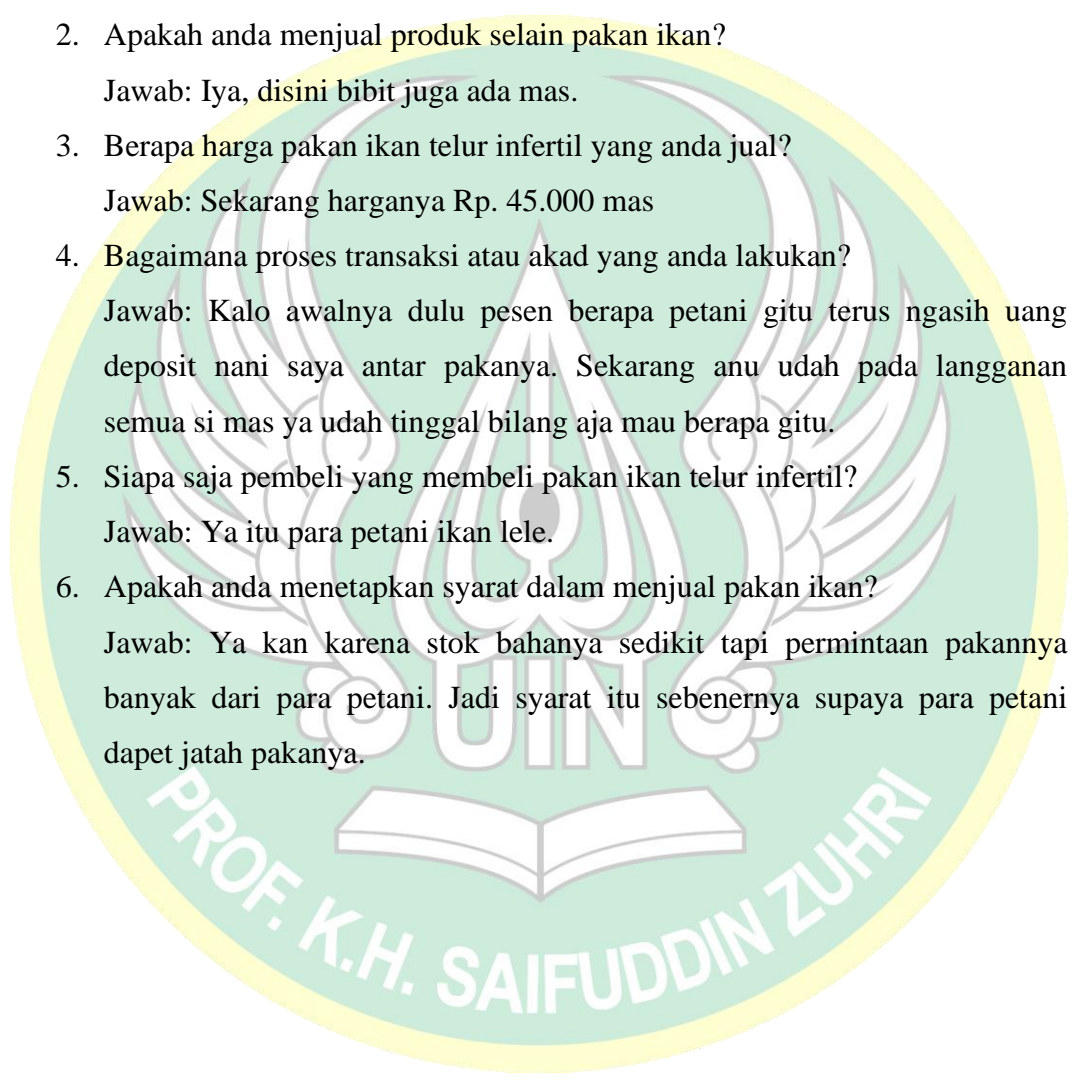 2. Apakah anda menjual produk selain pakan ikan?
Jawab: Iya, disini bibit juga ada mas.
3. Berapa harga pakan ikan telur infertil yang anda jual?
Jawab: Sekarang harganya Rp. 45.000 mas
4. Bagaimana proses transaksi atau akad yang anda lakukan?
Jawab: Kalo awalnya dulu pesen berapa petani gitu terus ngasih uang
deposit nani saya antar pakanya. Sekarang anu udah pada langganan
semua si mas ya udah tinggal bilang aja mau berapa gitu.
5. Siapa saja pembeli yang membeli pakan ikan telur infertil?
Jawab: Ya itu para petani ikan lele.
6. Apakah anda menetapkan syarat dalam menjual pakan ikan?
Jawab: Ya kan karena stok bahanya sedikit tapi permintaan pakannya
banyak dari para petani. Jadi syarat itu sebenernya supaya para petani
dapet jatah pakanya.
UIN
PROF. K.H. SAIFUDDIN ZUHRI